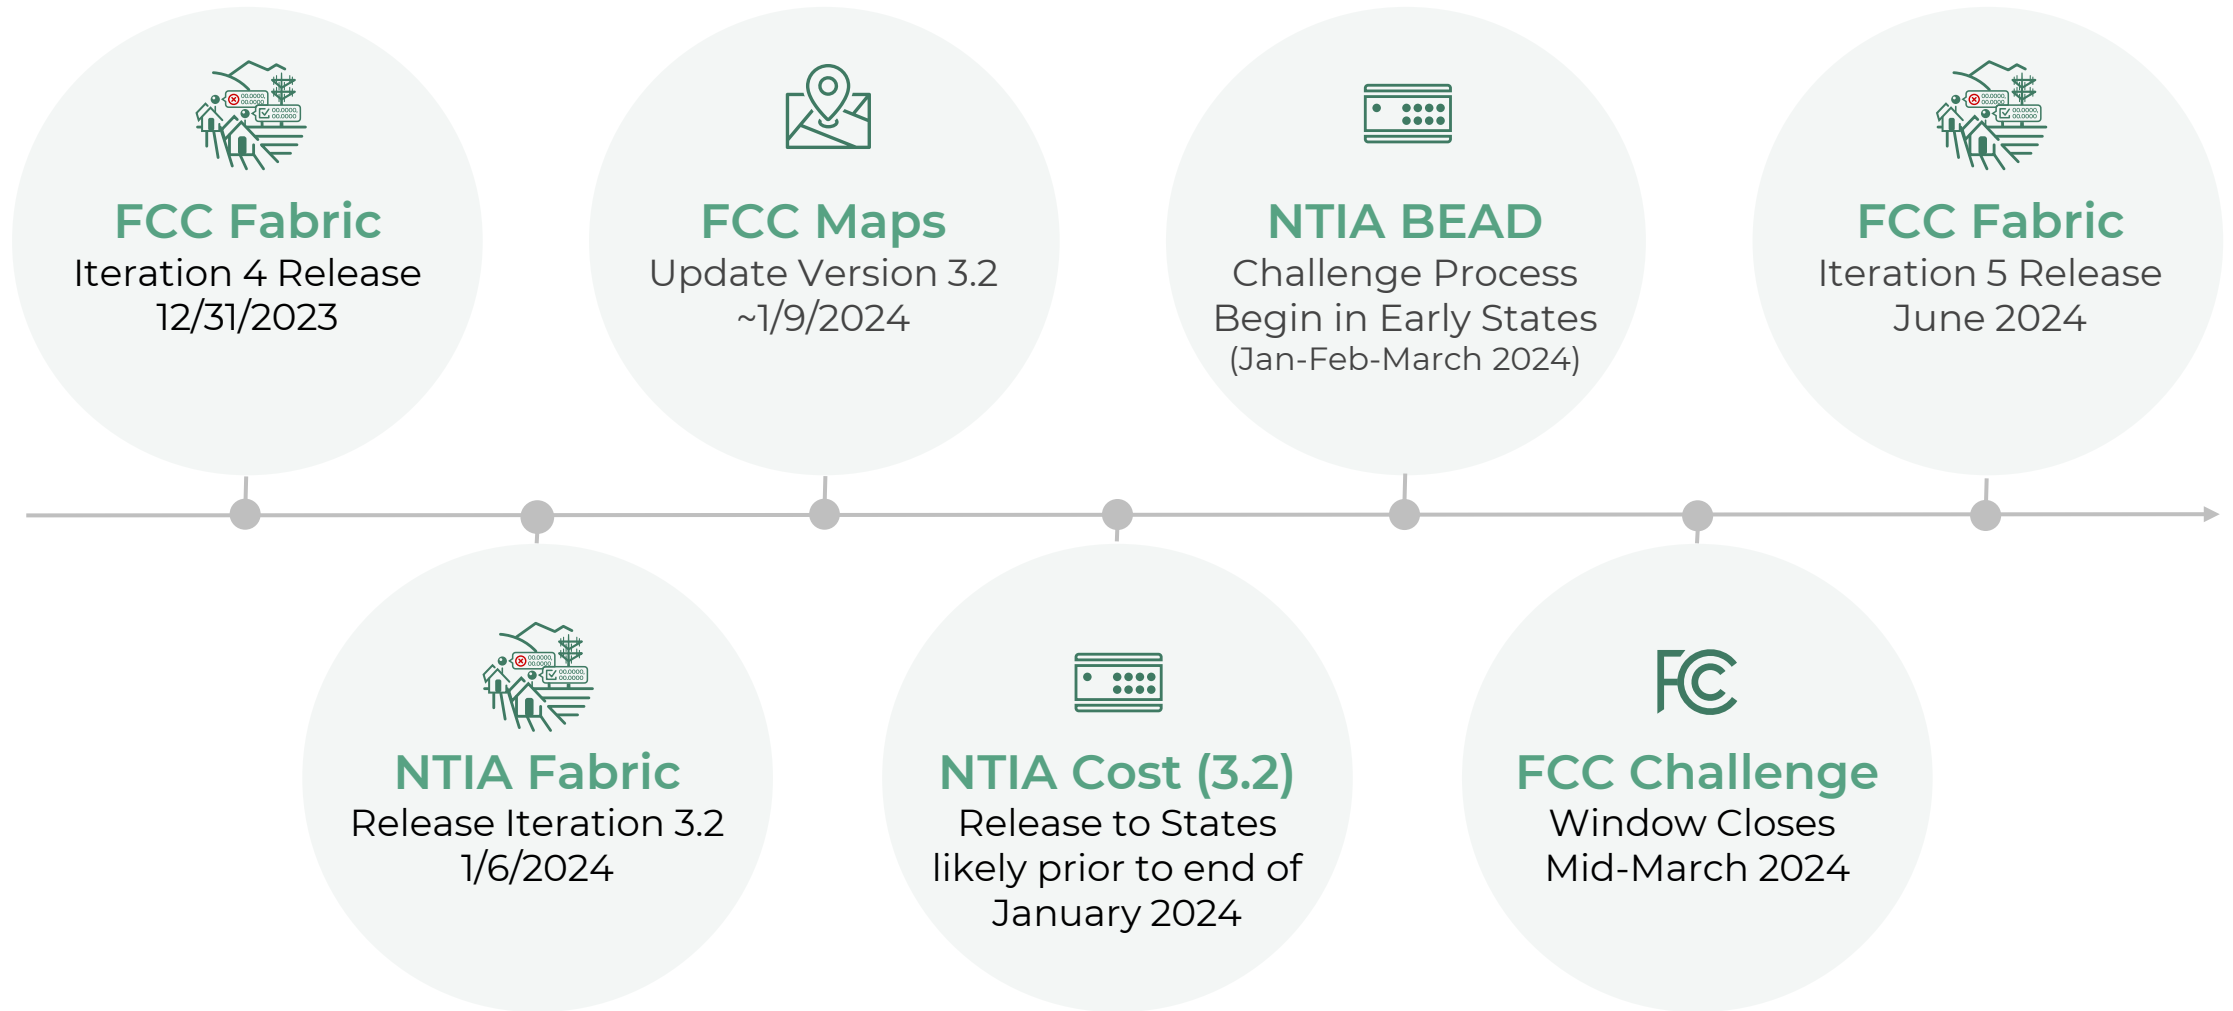 FCC Fabric
Iteration 4 Release
12/31/2023
NTIA Fabric
Release Iteration 3.2
1/6/2024
FCC Maps
Update Version 3.2
~1/9/2024
NTIA Cost (3.2)
Release to States
likely prior to end of
January 2024
NTIA BEAD
Challenge Process
Begin in Early States
(Jan-Feb-March 2024)
FCC
FCC Challenge
Window Closes
Mid-March 2024
FCC Fabric
Iteration 5 Release
June 2024